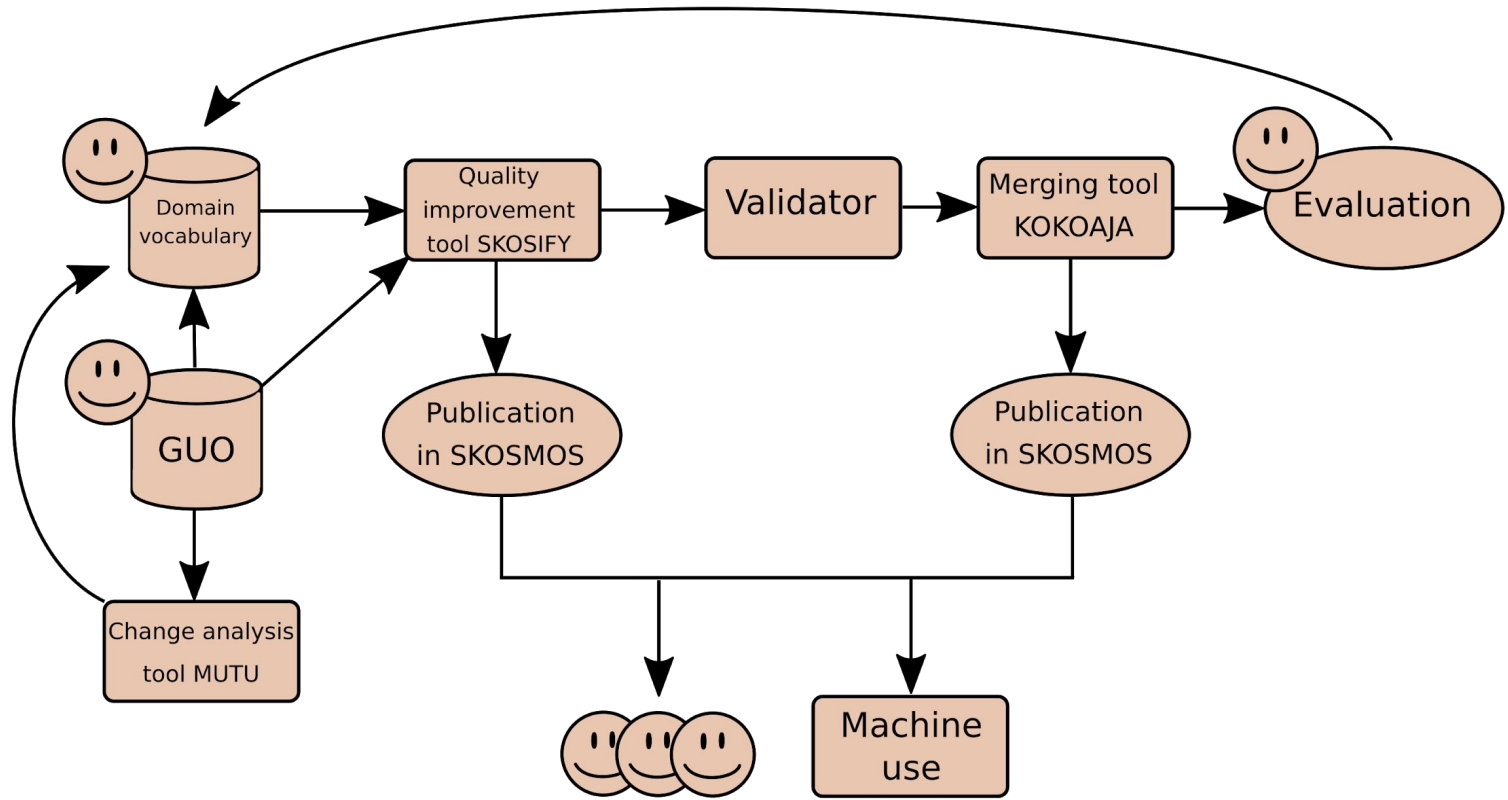 Domain
vocabulary
Quality
improvement
tool SKOSIFY
Validator
Merging tool
KOKOAJA
Evaluation
GUO
Publication
in SKOSMOS
Publication
in SKOSMOS
Change analysis
tool MUTU
Machine
use